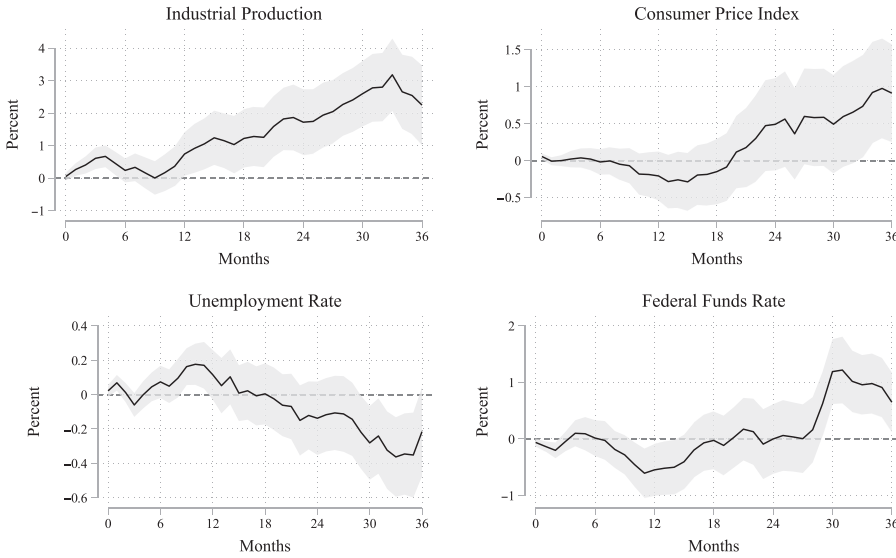 Industrial Production
Percent
4
3
2
1
0
−1
0 6 12 18 24 30 36
Months
Consumer Price Index
Percent
1.5
1
0.5
0
−0.5
0 6 12 18 24 30 36
Months
Unemployment Rate
Percent
0.4
0.2
0
−0.2
−0.4
−0.6
0 6 12 18 24 30 36
Months
Federal Funds Rate
Percent
2
1
0
−1
0 6 12 18 24 30 36
Months